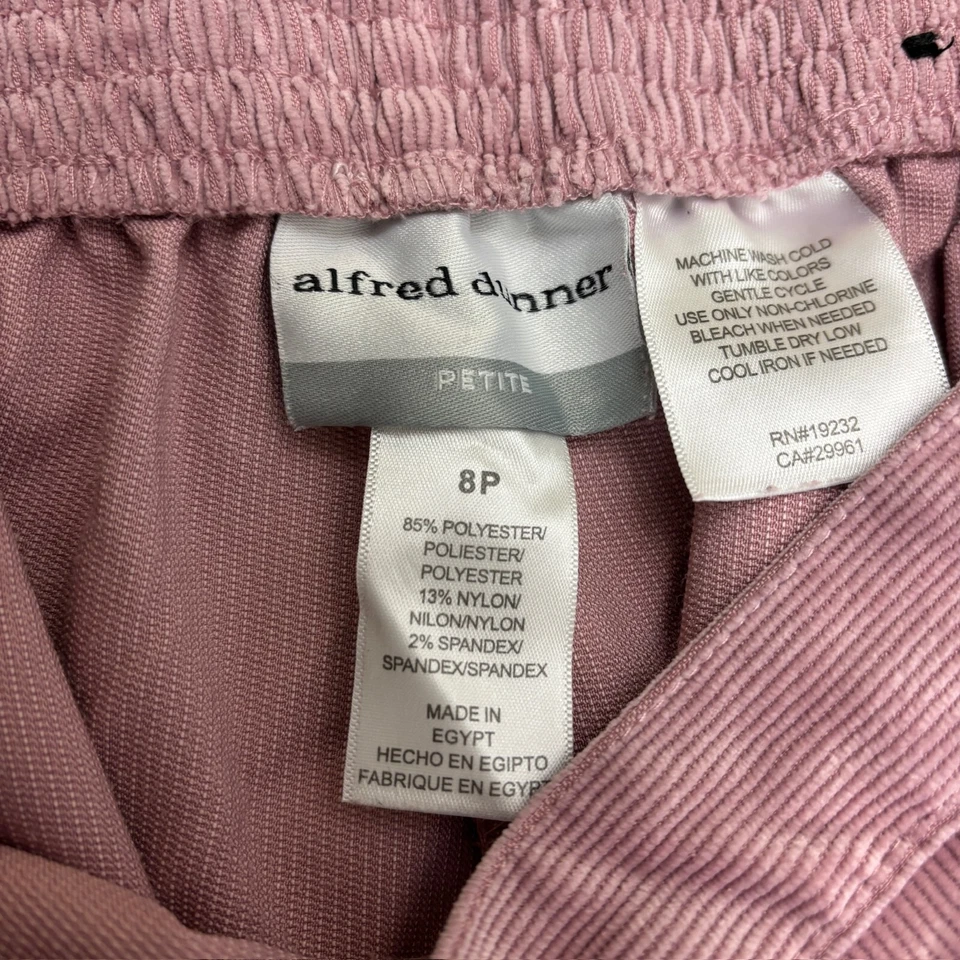 alfred dunner
PETITE
8P
85% POLYESTER/
POLIESTER/
POLYESTER
13% NYLON/
NILON/NYLON
2% SPANDEX/
SPANDEX/SPANDEX
MADE IN
EGYPT
HECHO EN EGIPTO
FABRIQUE EN EGYPT
MACHINE WASH COLD
WITH LIKE COLORS
GENTLE CYCLE
USE ONLY NON-CHLORINE
BLEACH WHEN NEEDED
TUMBLE DRY LOW
COOL IRON IF NEEDED
RN#19232
CA#29961